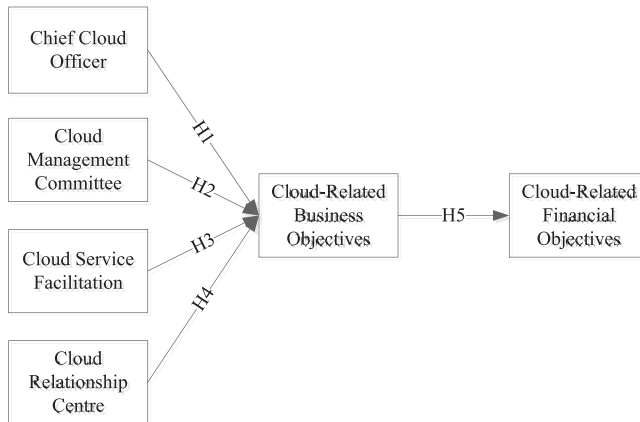 Chief Cloud
Officer
Cloud
Management
Committee
Cloud Service
Facilitation
Cloud
Relationship
Centre
H1
H2
H3
H4
Cloud-Related
Business
Objectives
H5
Cloud-Related
Financial
Objectives